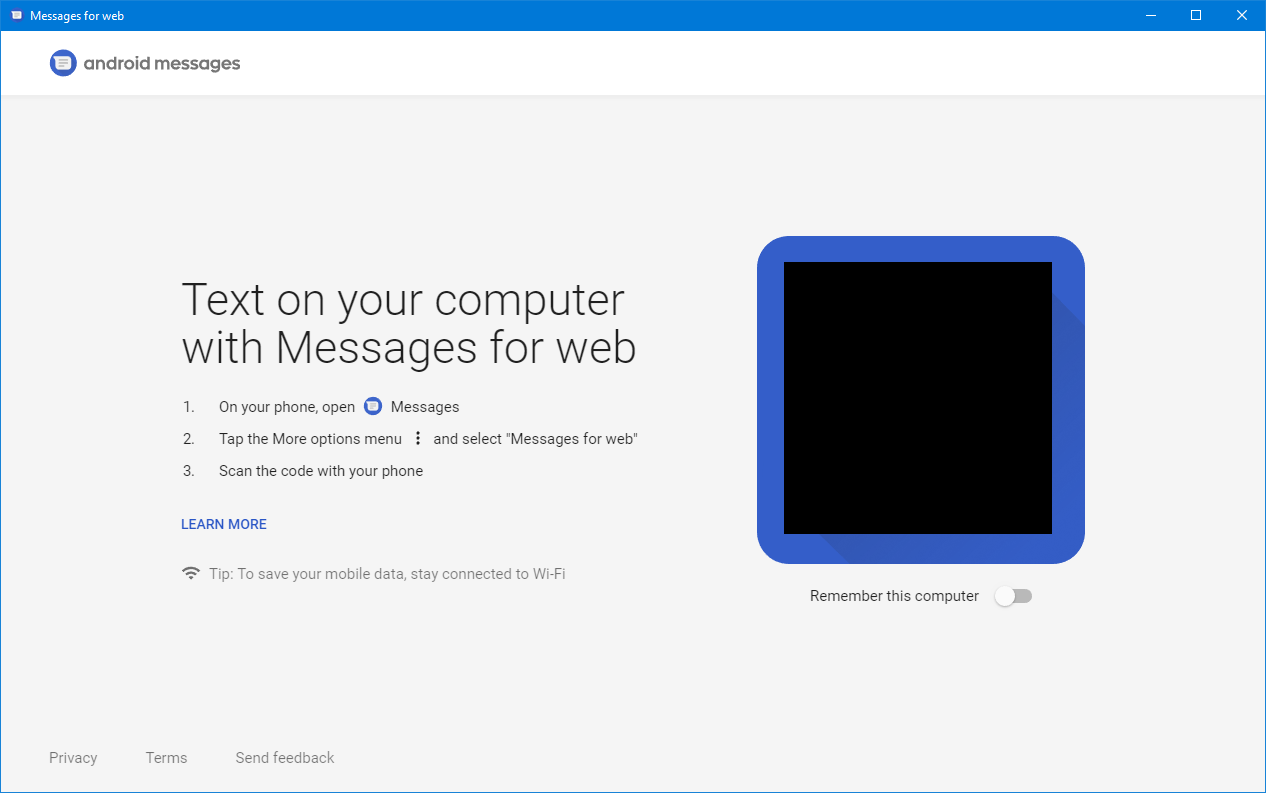 Messages for web
android messages
Text on your computer
with Messages for web
1. On your phone, open Messages
2. Tap the More options menu and select "Messages for web"
3. Scan the code with your phone
LEARN MORE
Tip: To save your mobile data, stay connected to Wi-Fi
Remember this computer
Privacy Terms Send feedback